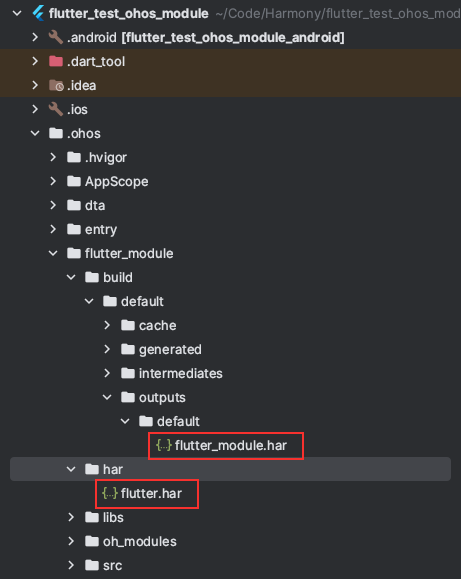 flutter_test_ohos_module ~/Code/Harmony/flutter_test_ohos_mod
.android [flutter_test_ohos_module_android]
.dart_tool
.idea
.ios
.ohos
.hvigor
AppScope
dta
entry
flutter_module
build
default
cache
generated
intermediates
outputs
default
flutter_module.har
har
flutter.har
libs
oh_modules
src